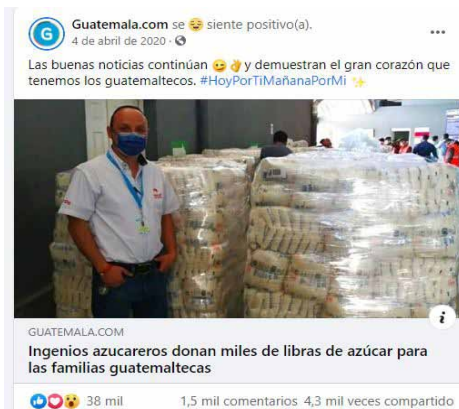 Guatemala.com se 😏 siente positivo(a).
4 de abril de 2020 ·
Las buenas noticias continúan 😉✌ y demuestran el gran corazón que
tenemos los guatemaltecos. #HoyPorTiMañanaPorMi ✨
GUATEMALA.COM
Ingenios azucareros donan miles de libras de azúcar para
las familias guatemaltecas
38 mil 1,5 mil comentarios 4,3 mil veces compartido